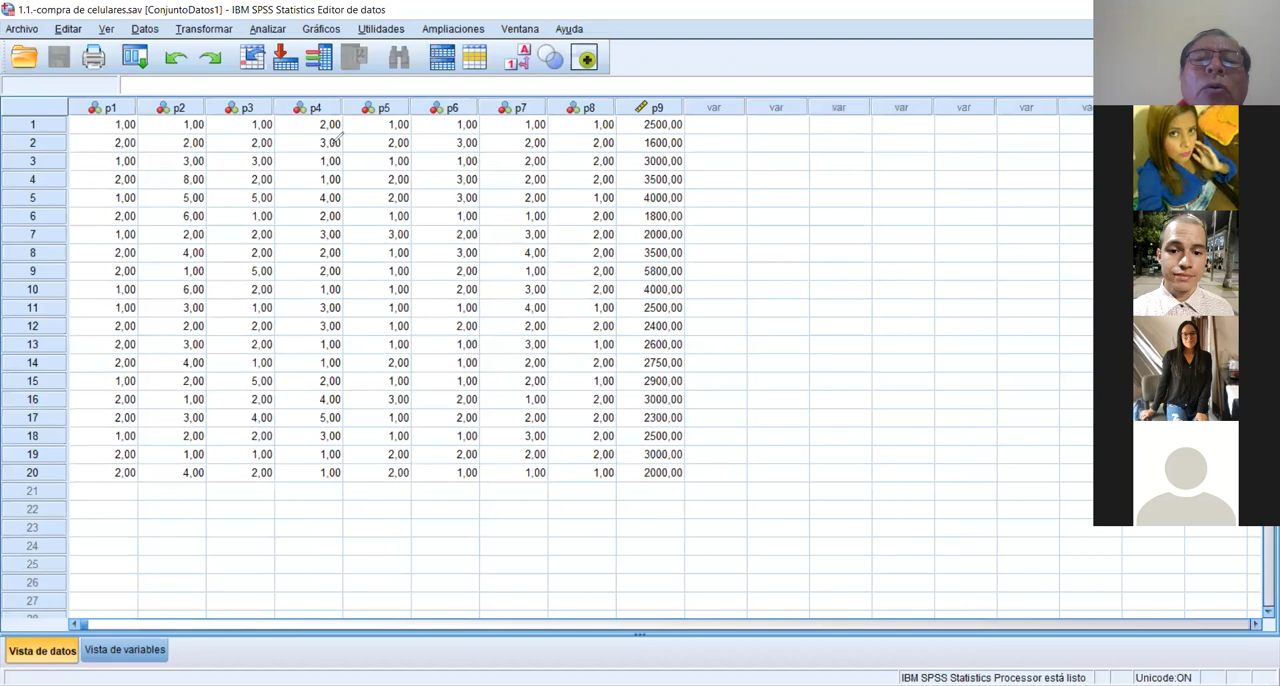 1.1.-compra de celulares.sav [ConjuntoDatos1] - IBM SPSS Statistics Editor de datos
Archivo Editar Ver Datos Transformar Analizar Gráficos Utilidades Ampliaciones Ventana Ayuda
p1 p2 p3 p4 p5 p6 p7 p8 p9 var var var var var var
1 1,00 1,00 1,00 2,00 1,00 1,00 1,00 1,00 2500,00
2 2,00 2,00 2,00 3,00 2,00 3,00 2,00 2,00 1600,00
3 1,00 3,00 3,00 1,00 1,00 1,00 2,00 2,00 3000,00
4 2,00 8,00 2,00 1,00 2,00 3,00 2,00 2,00 3500,00
5 1,00 5,00 5,00 4,00 2,00 3,00 2,00 1,00 4000,00
6 2,00 6,00 1,00 2,00 1,00 1,00 1,00 2,00 1800,00
7 1,00 2,00 2,00 3,00 3,00 2,00 3,00 2,00 2000,00
8 2,00 4,00 2,00 2,00 1,00 3,00 4,00 2,00 3500,00
9 2,00 1,00 5,00 2,00 1,00 2,00 1,00 2,00 5800,00
10 1,00 6,00 2,00 1,00 1,00 2,00 3,00 2,00 4000,00
11 1,00 3,00 1,00 3,00 1,00 1,00 4,00 1,00 2500,00
12 2,00 2,00 2,00 3,00 1,00 2,00 2,00 2,00 2400,00
13 2,00 3,00 2,00 1,00 1,00 1,00 3,00 1,00 2600,00
14 2,00 4,00 1,00 1,00 2,00 1,00 2,00 2,00 2750,00
15 1,00 2,00 5,00 2,00 1,00 1,00 2,00 1,00 2900,00
16 2,00 1,00 2,00 4,00 3,00 2,00 1,00 2,00 3000,00
17 2,00 3,00 4,00 5,00 1,00 2,00 2,00 2,00 2300,00
18 1,00 2,00 2,00 3,00 1,00 1,00 3,00 2,00 2500,00
19 2,00 1,00 1,00 1,00 2,00 2,00 2,00 2,00 3000,00
20 2,00 4,00 2,00 1,00 2,00 1,00 1,00 1,00 2000,00
21
22
23
24
25
26
27
Vista de datos Vista de variables
IBM SPSS Statistics Processor está listo Unicode:ON